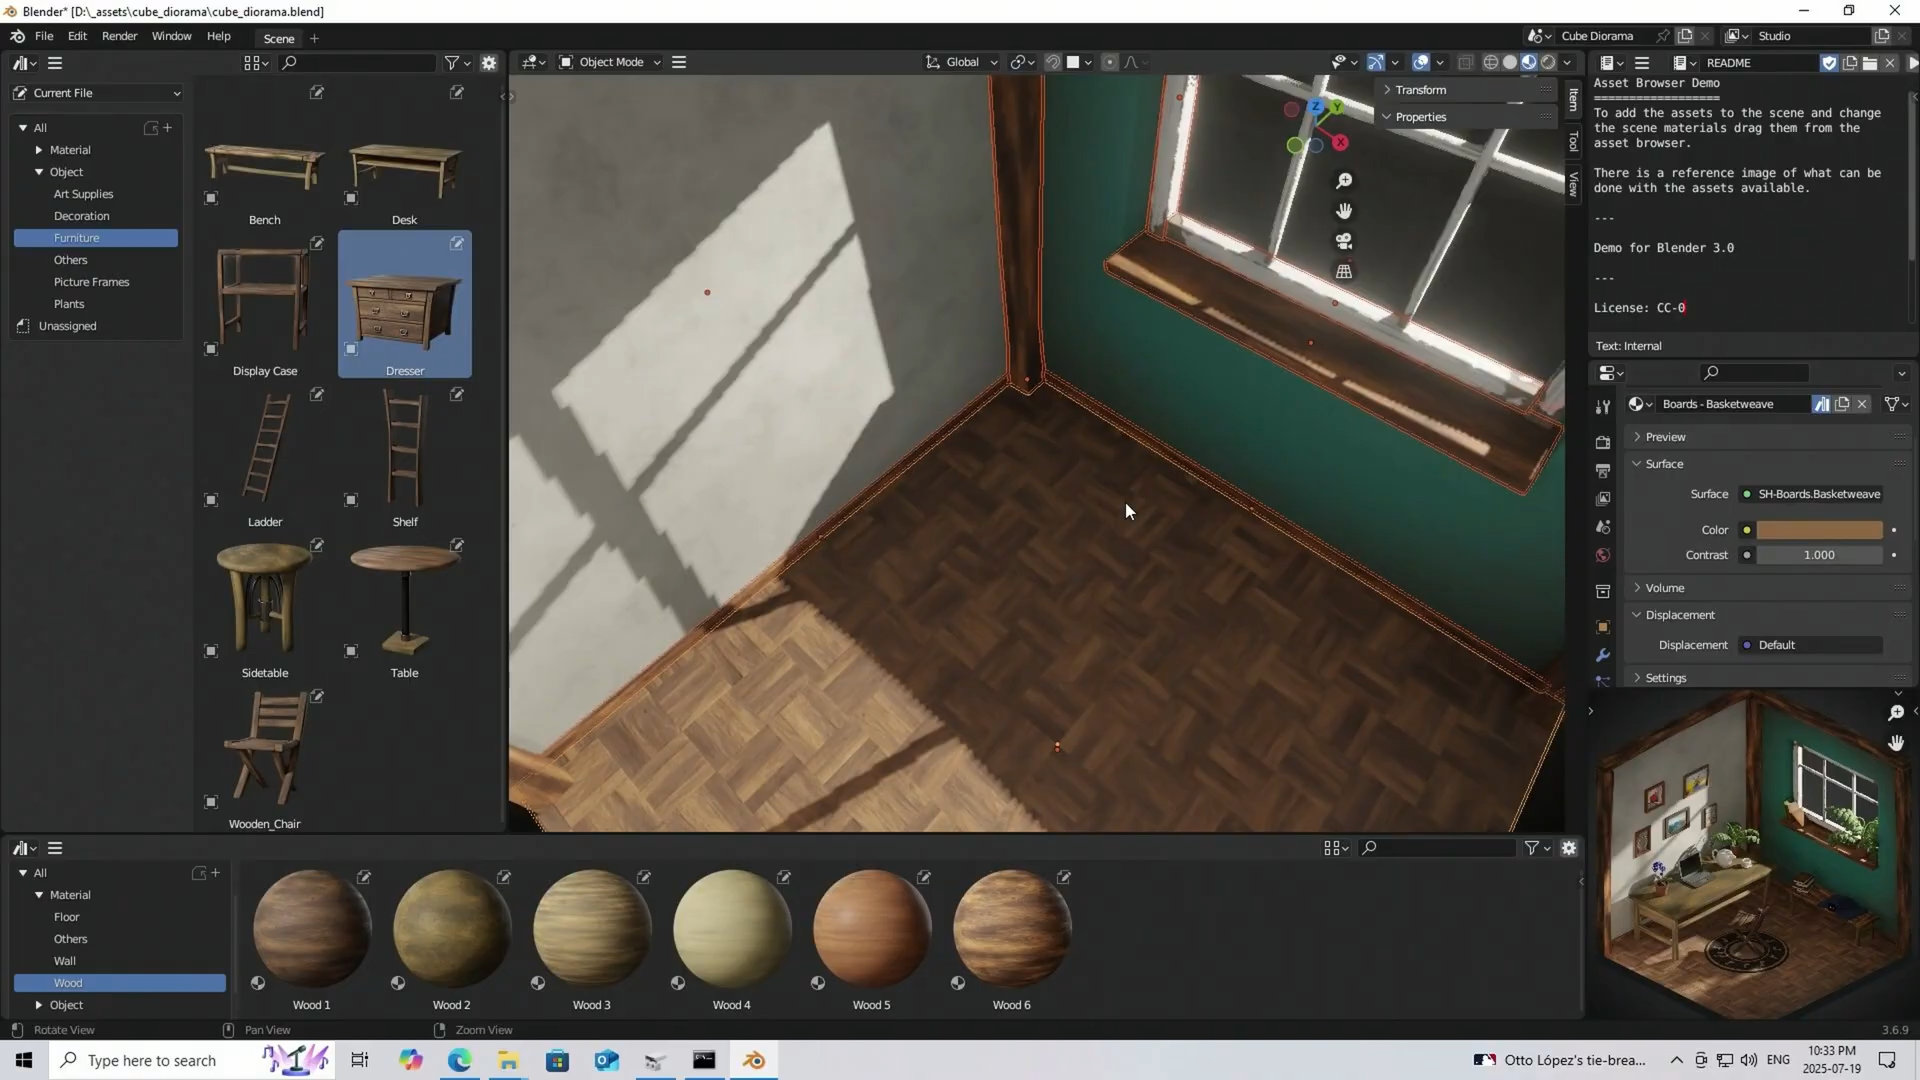 Blender* [D:\_assets\cube_diorama\cube_diorama.blend]
File Edit Render Window Help Scene
Cube Diorama
Studio
Current File
All
Material
Object
Art Supplies
Decoration
Furniture
Others
Picture Frames
Plants
Unassigned
Bench
Desk
Display Case
Dresser
Ladder
Shelf
Sidetable
Table
Wooden_Chair
Object Mode
Global
Transform
Properties
Item
Tool
View
Z
Y
X
README
Asset Browser Demo
==================
To add the assets to the scene and change
the scene materials drag them from the
asset browser.
There is a reference image of what can be
done with the assets available.
---
Demo for Blender 3.0
---
License: CC-0
Text: Internal
Boards - Basketweave
Preview
Surface
Surface SH-Boards.Basketweave
Color
Contrast 1.000
Volume
Displacement
Displacement Default
Settings
All
Material
Floor
Others
Wall
Wood
Object
Wood 1
Wood 2
Wood 3
Wood 4
Wood 5
Wood 6
Rotate View
Pan View
Zoom View
3.6.9
Type here to search
Otto López's tie-brea...
ENG
10:33 PM
2025-07-19